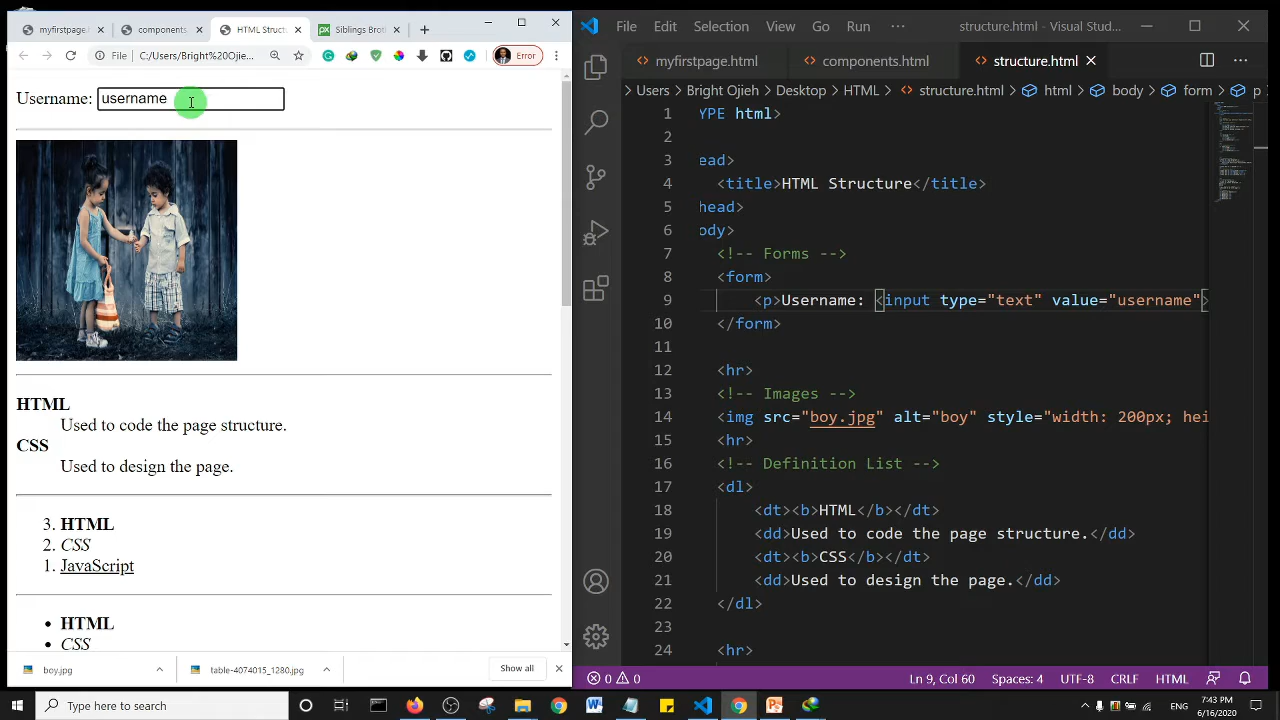 myfirstpage.
components
HTML Struct
Siblings Brot
File
C:/Users/Bright%20Ojie...
Error
Username: username
HTML
Used to code the page structure.
CSS
Used to design the page.
3. HTML
2. CSS
1. JavaScript
• HTML
• CSS
boy.jpg
table-4074015_1280.jpg
Show all
File Edit Selection View Go Run ··· structure.html - Visual Stud...
myfirstpage.html
components.html
structure.html
Users > Bright Ojieh > Desktop > HTML > structure.html > html > body > form > p
1 YPE html>
2
3 ead>
4 <title>HTML Structure</title>
5 head>
6 ody>
7 <!-- Forms -->
8 <form>
9 <p>Username: <input type="text" value="username">
10 </form>
11
12 <hr>
13 <!-- Images -->
14 <img src="boy.jpg" alt="boy" style="width: 200px; hei
15 <hr>
16 <!-- Definition List -->
17 <dl>
18 <dt><b>HTML</b></dt>
19 <dd>Used to code the page structure.</dd>
20 <dt><b>CSS</b></dt>
21 <dd>Used to design the page.</dd>
22 </dl>
23
24 <hr>
0 0
Ln 9, Col 60 Spaces: 4 UTF-8 CRLF HTML
Type here to search
ENG
7:43 PM
6/16/2020